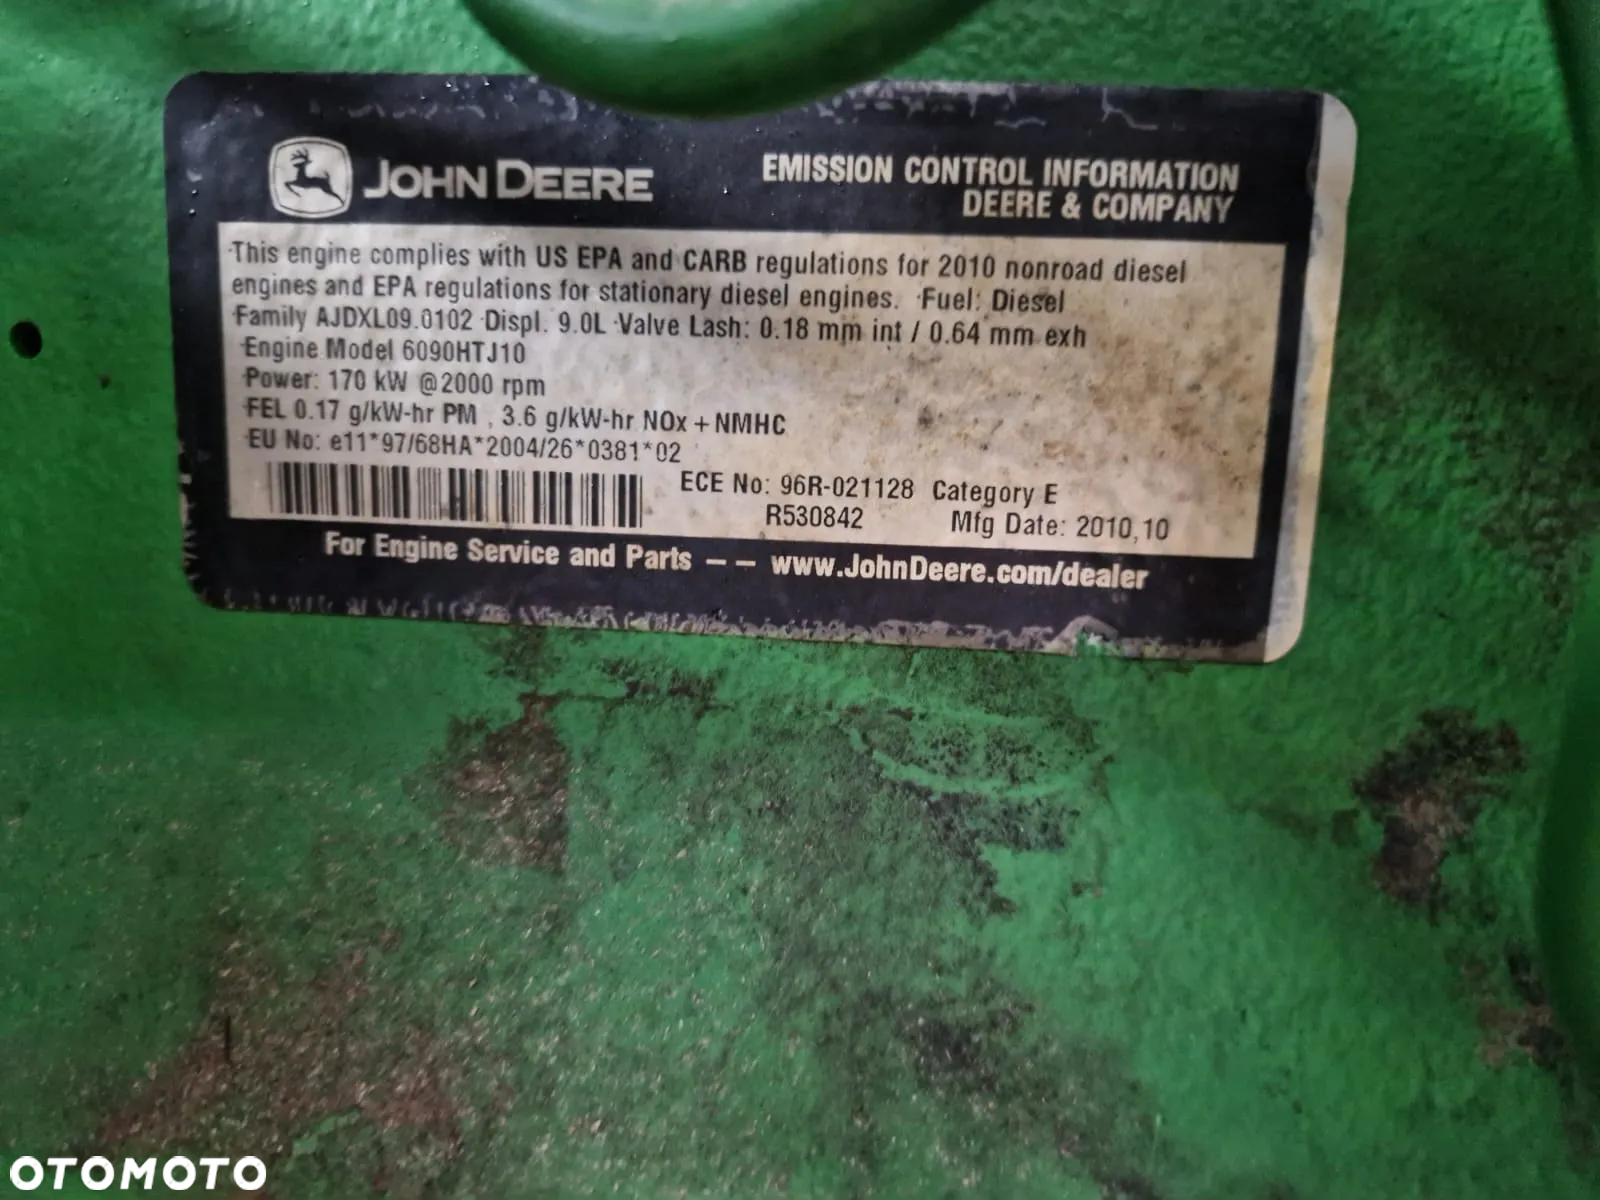 JOHN DEERE
EMISSION CONTROL INFORMATION
DEERE & COMPANY
·This engine complies with US EPA and CARB regulations for 2010 nonroad diesel
engines and EPA regulations for stationary diesel engines. ·Fuel: Diesel
·Family AJDXL09.0102 ·Displ. 9.0L ·Valve Lash: 0.18 mm int / 0.64 mm exh
·Engine Model 6090HTJ10
·Power: 170 kW @2000 rpm
·FEL 0.17 g/kW-hr PM , 3.6 g/kW-hr NOx + NMHC
·EU No: e11*97/68HA*2004/26*0381*02
ECE No: 96R-021128 Category E
R530842 Mfg Date: 2010,10
For Engine Service and Parts -- www.JohnDeere.com/dealer
OTOMOTO